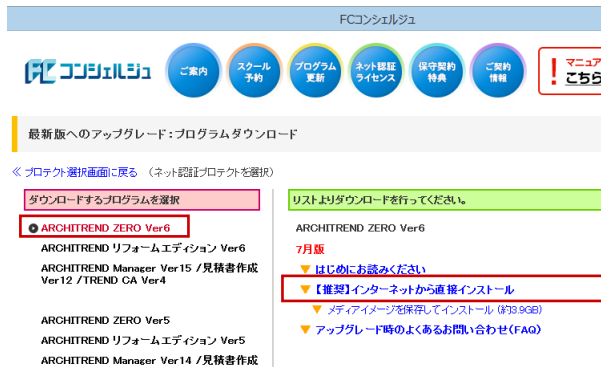 FCコンシェルジュ
FC コンシェルジュ
ご案内
スクール
予約
プログラム
更新
ネット認証
ライセンス
保守契約
特典
ご契約
情報
! マニュア
こちら
最新版へのアップグレード:プログラムダウンロード
≪ プロテクト選択画面に戻る (ネット認証プロテクトを選択)
ダウンロードするプログラムを選択
ARCHITREND ZERO Ver6
ARCHITREND リフォームエディション Ver6
ARCHITREND Manager Ver15 /見積書作成
Ver12 /TREND CA Ver4
ARCHITREND ZERO Ver5
ARCHITREND リフォームエディション Ver5
ARCHITREND Manager Ver14 /見積書作成
リストよりダウンロードを行ってください。
ARCHITREND ZERO Ver6
7月版
▼ はじめにお読みください
▼【推奨】インターネットから直接インストール
▼ メディアイメージを保存してインストール (約3.9GB)
▼ アップグレード時のよくあるお問い合わせ(FAQ)